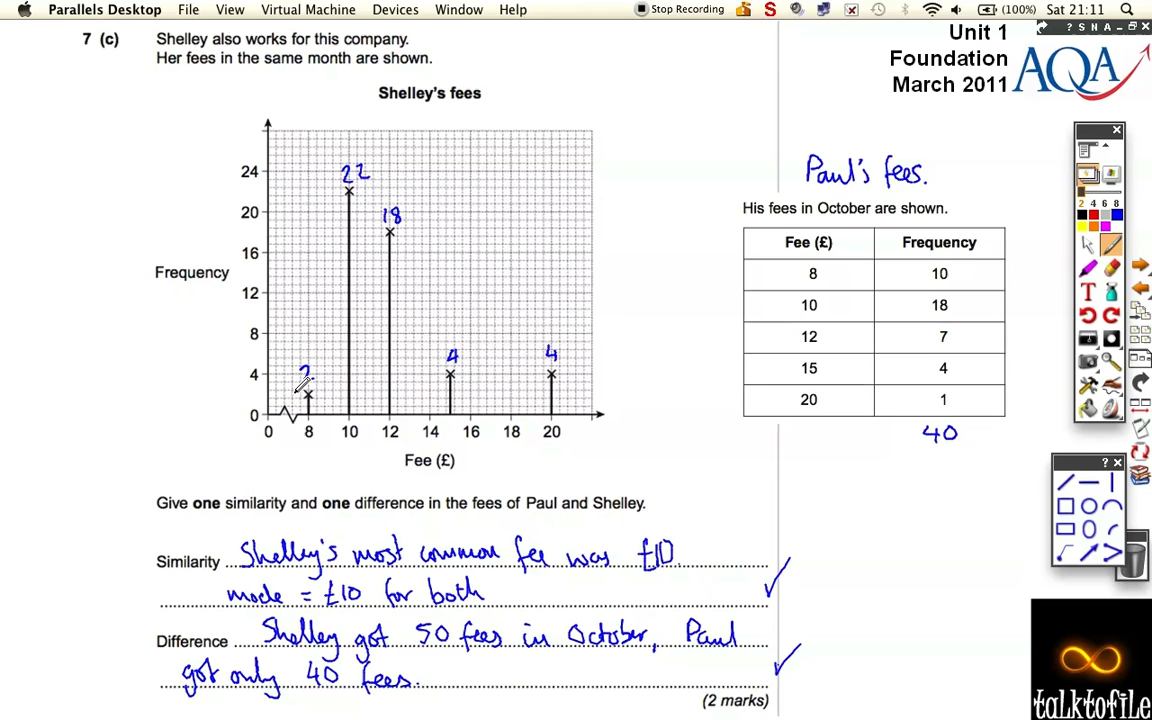 Parallels Desktop File View Virtual Machine Devices Window Help Stop Recording (100%) Sat 21:11
7 (c) Shelley also works for this company.
Her fees in the same month are shown.
Unit 1
Foundation
March 2011
AQA
? S N A
Shelley's fees
24
20
16
12
8
4
0
Frequency
22
18
2
4
4
0 8 10 12 14 16 18 20
Fee (£)
Paul's fees.
His fees in October are shown.
Fee (£) Frequency
8 10
10 18
12 7
15 4
20 1
40
2 4 6 8
Give one similarity and one difference in the fees of Paul and Shelley.
Similarity Shelley's most common fee was £10.
mode = £10 for both
Difference Shelley got 50 fees in October, Paul
got only 40 fees.
(2 marks)
talktofile